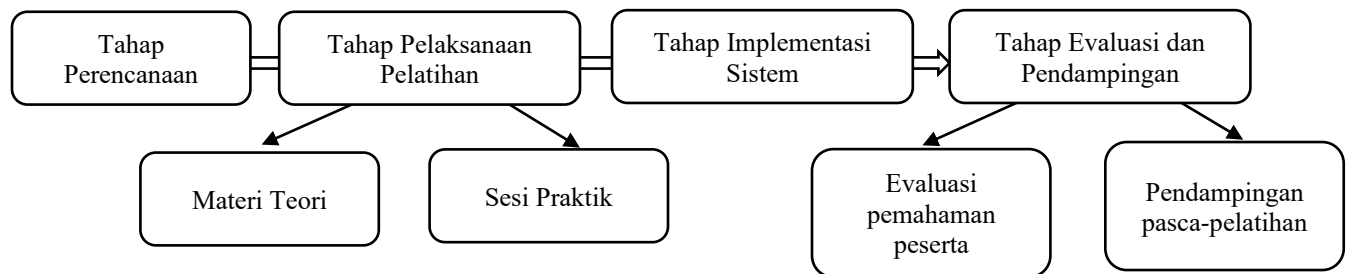 Tahap
Perencanaan
Tahap Pelaksanaan
Pelatihan
Tahap Implementasi
Sistem
Tahap Evaluasi dan
Pendampingan
Materi Teori
Sesi Praktik
Evaluasi
pemahaman
peserta
Pendampingan
pasca-pelatihan